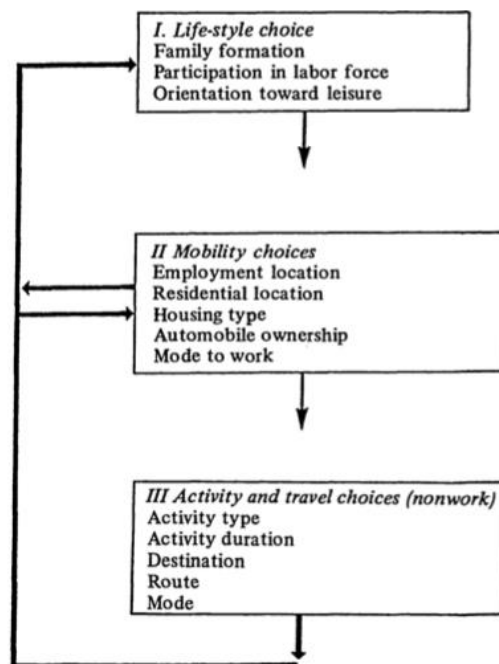 I. Life-style choice
Family formation
Participation in labor force
Orientation toward leisure
II Mobility choices
Employment location
Residential location
Housing type
Automobile ownership
Mode to work
III Activity and travel choices (nonwork)
Activity type
Activity duration
Destination
Route
Mode